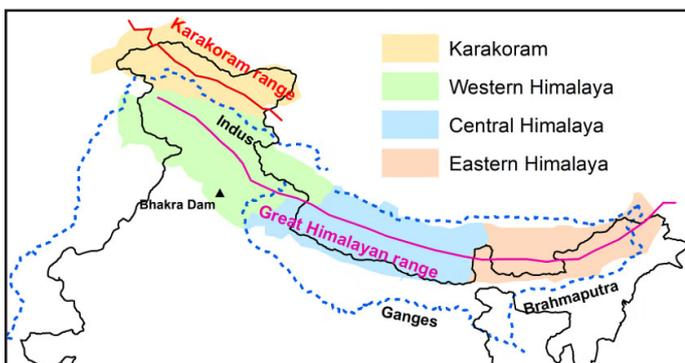 Karakoram range
Karakoram
Western Himalaya
Indus
Central Himalaya
Eastern Himalaya
Bhakra Dam
Great Himalayan range
Brahmaputra
Ganges